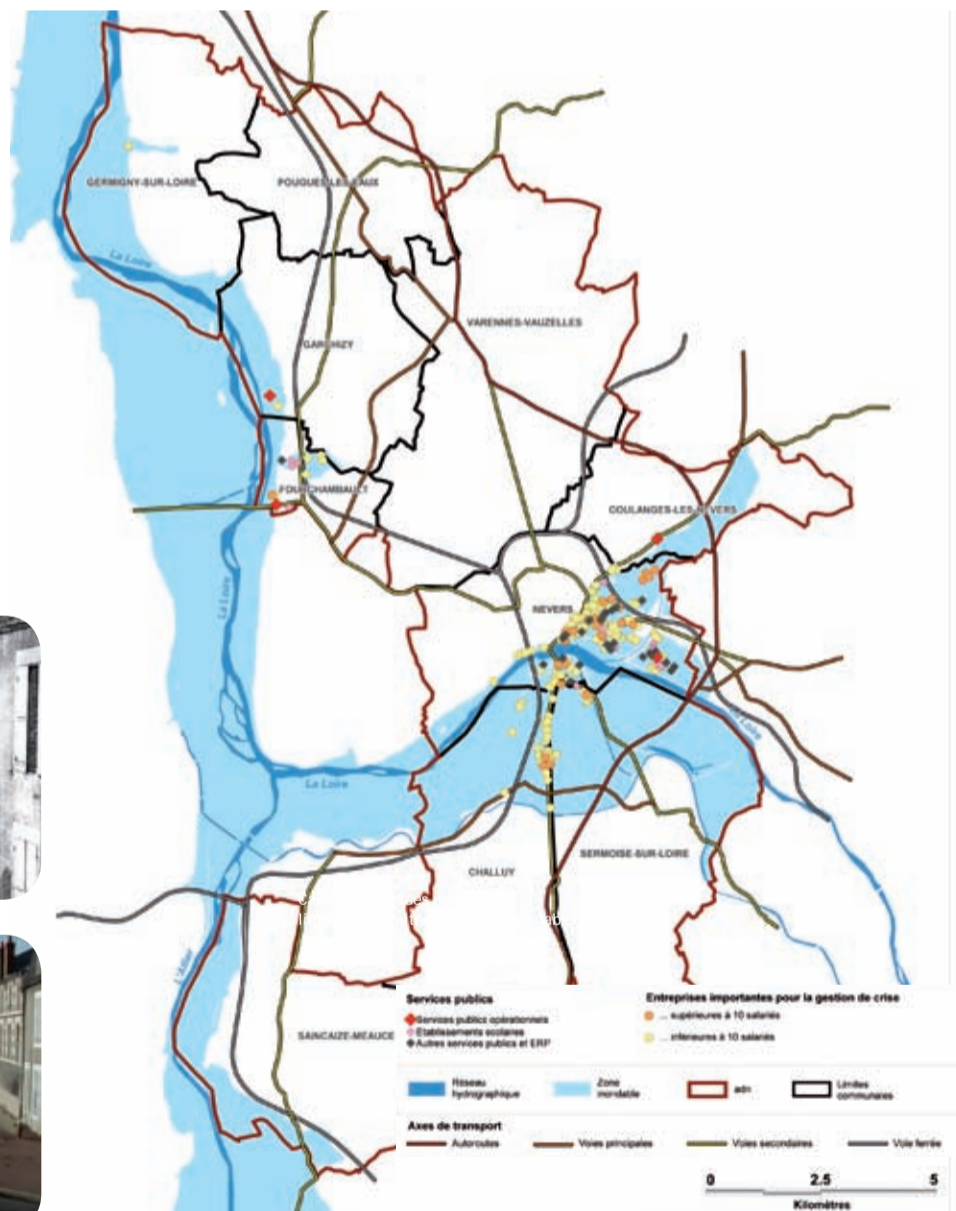 GERMIGNY-SUR-LOIRE
POUGUES-LES-EAUX
La Loire
VARENNES-VAUZELLES
GARCHIZY
FOURCHAMBAULT
COULANGES-LES-NEVERS
La Loire
NEVERS
La Loire
La Loire
SERMOISE-SUR-LOIRE
CHALLUY
L'Allier
SAINCAIZE-MEAUCE
Services publics
Services publics opérationnels
Etablissements scolaires
Autres services publics et ERP
Entreprises importantes pour la gestion de crise
... supérieures à 10 salariés
... inférieures à 10 salariés
Réseau
hydrographique
Zone
inondable
adn
Limites
communales
Axes de transport
Autoroutes
Voies principales
Voies secondaires
Voie ferrée
0 2.5 5
Kilomètres